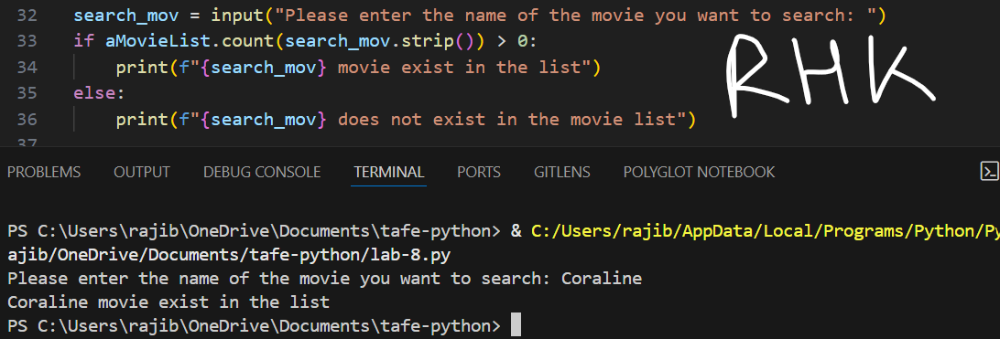 32 search_mov = input("Please enter the name of the movie you want to search: ")
33 if aMovieList.count(search_mov.strip()) > 0:
34     print(f"{search_mov} movie exist in the list")
35 else:
36     print(f"{search_mov} does not exist in the movie list")
37
RHK
PROBLEMS OUTPUT DEBUG CONSOLE TERMINAL PORTS GITLENS POLYGLOT NOTEBOOK
PS C:\Users\rajib\OneDrive\Documents\tafe-python> & C:/Users/rajib/AppData/Local/Programs/Python/Py
ajib/OneDrive/Documents/tafe-python/lab-8.py
Please enter the name of the movie you want to search: Coraline
Coraline movie exist in the list
PS C:\Users\rajib\OneDrive\Documents\tafe-python>